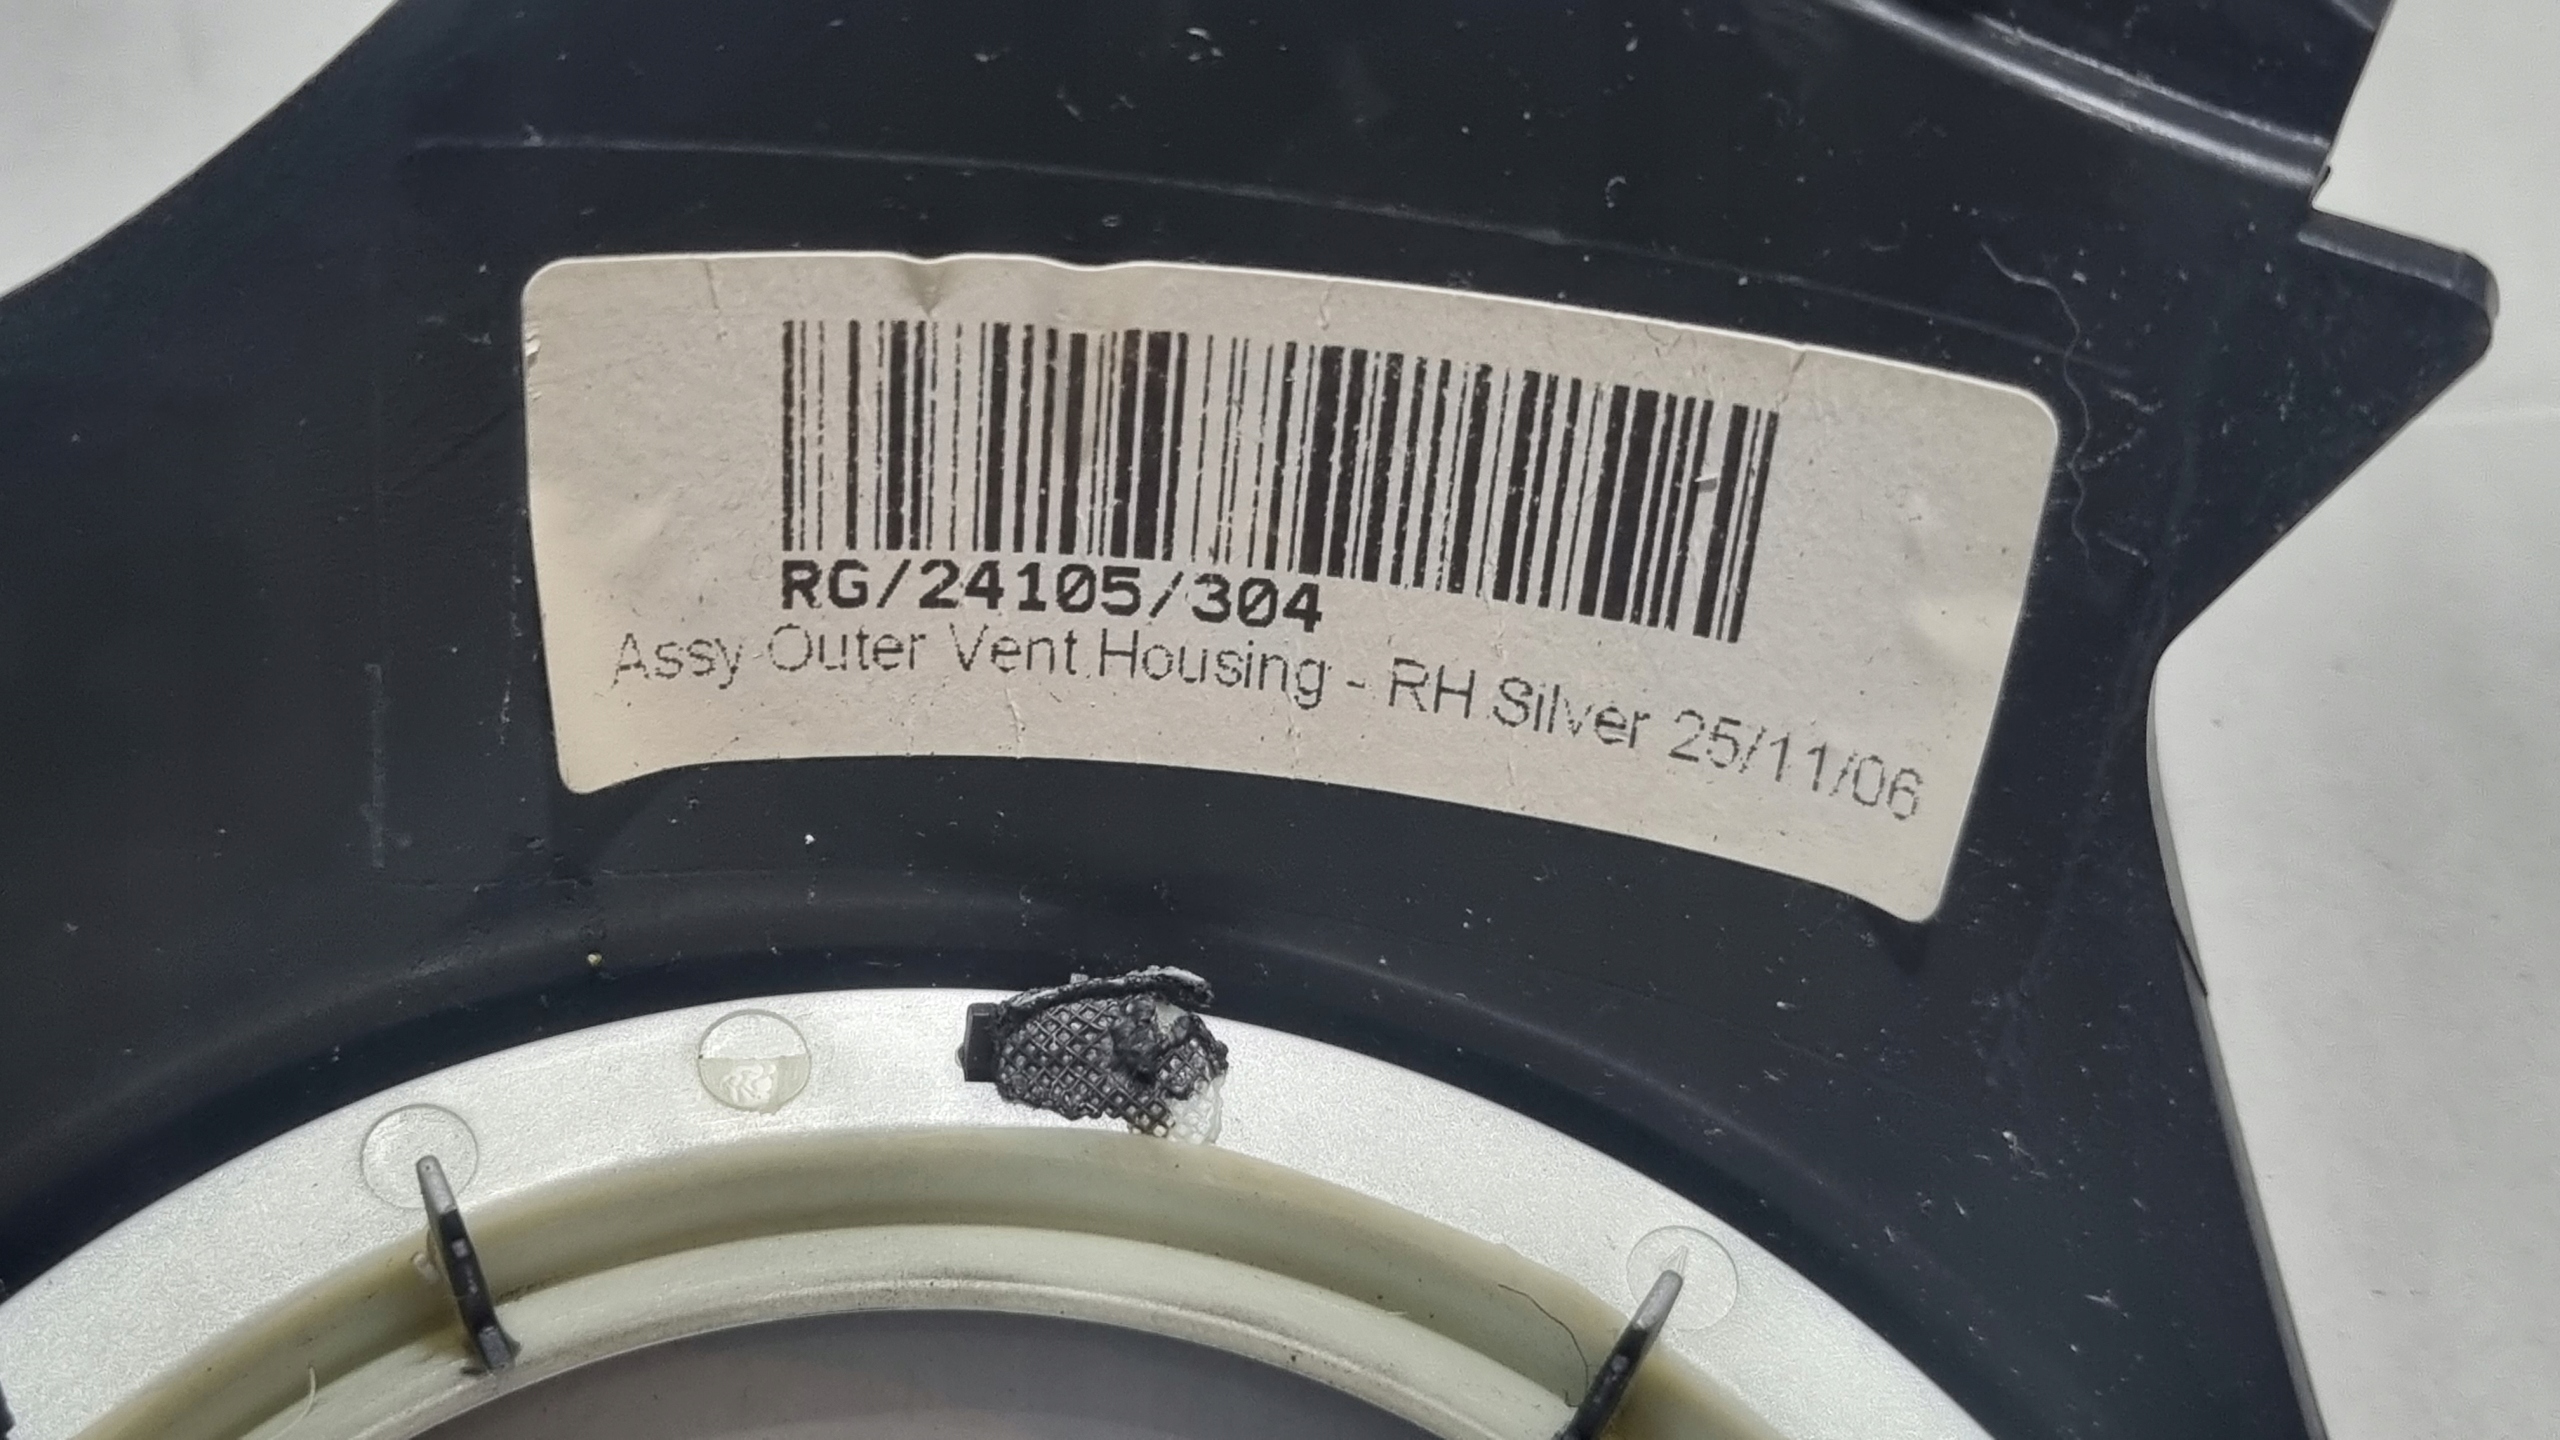 RG/24105/304
Assy Outer Vent Housing - RH Silver 25/11/06